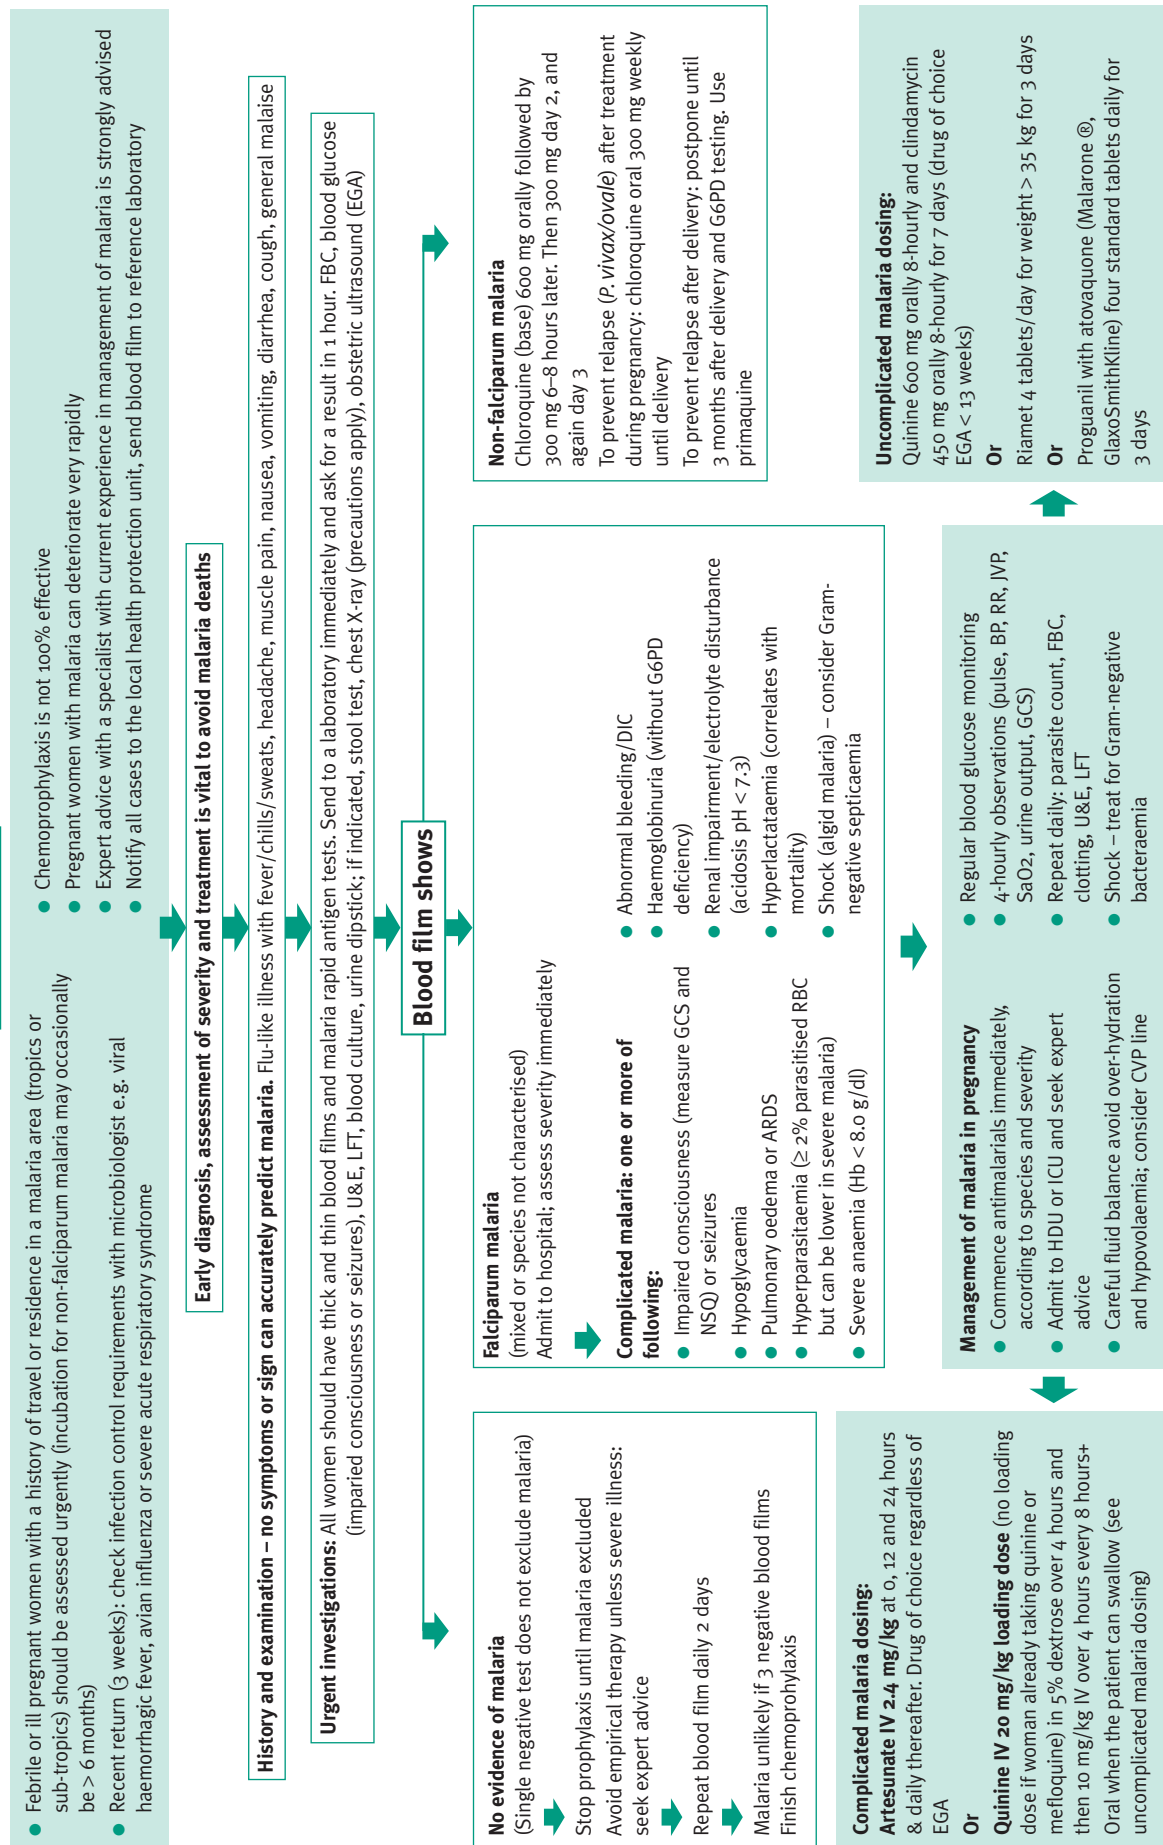 Febrile or ill pregnant women with a history of travel or residence in a malaria area (tropics or
sub-tropics) should be assessed urgently (incubation for non-falciparum malaria may occasionally
be > 6 months)
Recent return (3 weeks): check infection control requirements with microbiologist e.g. viral
haemorrhagic fever, avian influenza or severe acute respiratory syndrome
Chemoprophylaxis is not 100% effective
Pregnant women with malaria can deteriorate very rapidly
Expert advice with a specialist with current experience in management of malaria is strongly advised
Notify all cases to the local health protection unit, send blood film to reference laboratory
Early diagnosis, assessment of severity and treatment is vital to avoid malaria deaths
History and examination – no symptoms or sign can accurately predict malaria. Flu-like illness with fever/chills/sweats, headache, muscle pain, nausea, vomiting, diarrhea, cough, general malaise
Urgent investigations: All women should have thick and thin blood films and malaria rapid antigen tests. Send to a laboratory immediately and ask for a result in 1 hour. FBC, blood glucose
(imparied consciousness or seizures), U&E, LFT, blood culture, urine dipstick; if indicated, stool test, chest X-ray (precautions apply), obstetric ultrasound (EGA)
Blood film shows
No evidence of malaria
(Single negative test does not exclude malaria)
Stop prophylaxis until malaria excluded
Avoid empirical therapy unless severe illness:
seek expert advice
Repeat blood film daily 2 days
Malaria unlikely if 3 negative blood films
Finish chemoprohylaxis
Falciparum malaria
(mixed or species not characterised)
Admit to hospital; assess severity immediately
Complicated malaria: one or more of
following:
Impaired consciousness (measure GCS and
NSQ) or seizures
Hypoglycaemia
Pulmonary oedema or ARDS
Hyperparasitaemia (≥ 2% parasitised RBC
but can be lower in severe malaria)
Severe anaemia (Hb < 8.0 g/dl)
Abnormal bleeding/DIC
Haemoglobinuria (without G6PD
deficiency)
Renal impairment/electrolyte disturbance
(acidosis pH < 7.3)
Hyperlactataemia (correlates with
mortality)
Shock (algid malaria) – consider Gram-
negative septicaemia
Non-falciparum malaria
Chloroquine (base) 600 mg orally followed by
300 mg 6–8 hours later. Then 300 mg day 2, and
again day 3
To prevent relapse (P. vivax/ovale) after treatment
during pregnancy: chloroquine oral 300 mg weekly
until delivery
To prevent relapse after delivery: postpone until
3 months after delivery and G6PD testing. Use
primaquine
Complicated malaria dosing:
Artesunate IV 2.4 mg/kg at 0, 12 and 24 hours
& daily thereafter. Drug of choice regardless of
EGA
Or
Quinine IV 20 mg/kg loading dose (no loading
dose if woman already taking quinine or
mefloquine) in 5% dextrose over 4 hours and
then 10 mg/kg IV over 4 hours every 8 hours+
Oral when the patient can swallow (see
uncomplicated malaria dosing)
Management of malaria in pregnancy
Commence antimalarials immediately,
according to species and severity
Admit to HDU or ICU and seek expert
advice
Careful fluid balance avoid over-hydration
and hypovolaemia; consider CVP line
Regular blood glucose monitoring
4-hourly observations (pulse, BP, RR, JVP,
SaO2, urine output, GCS)
Repeat daily: parasite count, FBC,
clotting, U&E, LFT
Shock – treat for Gram-negative
bacteraemia
Uncomplicated malaria dosing:
Quinine 600 mg orally 8-hourly and clindamycin
450 mg orally 8-hourly for 7 days (drug of choice
EGA < 13 weeks)
Or
Riamet 4 tablets/day for weight > 35 kg for 3 days
Or
Proguanil with atovaquone (Malarone ®,
GlaxoSmithKline) four standard tablets daily for
3 days